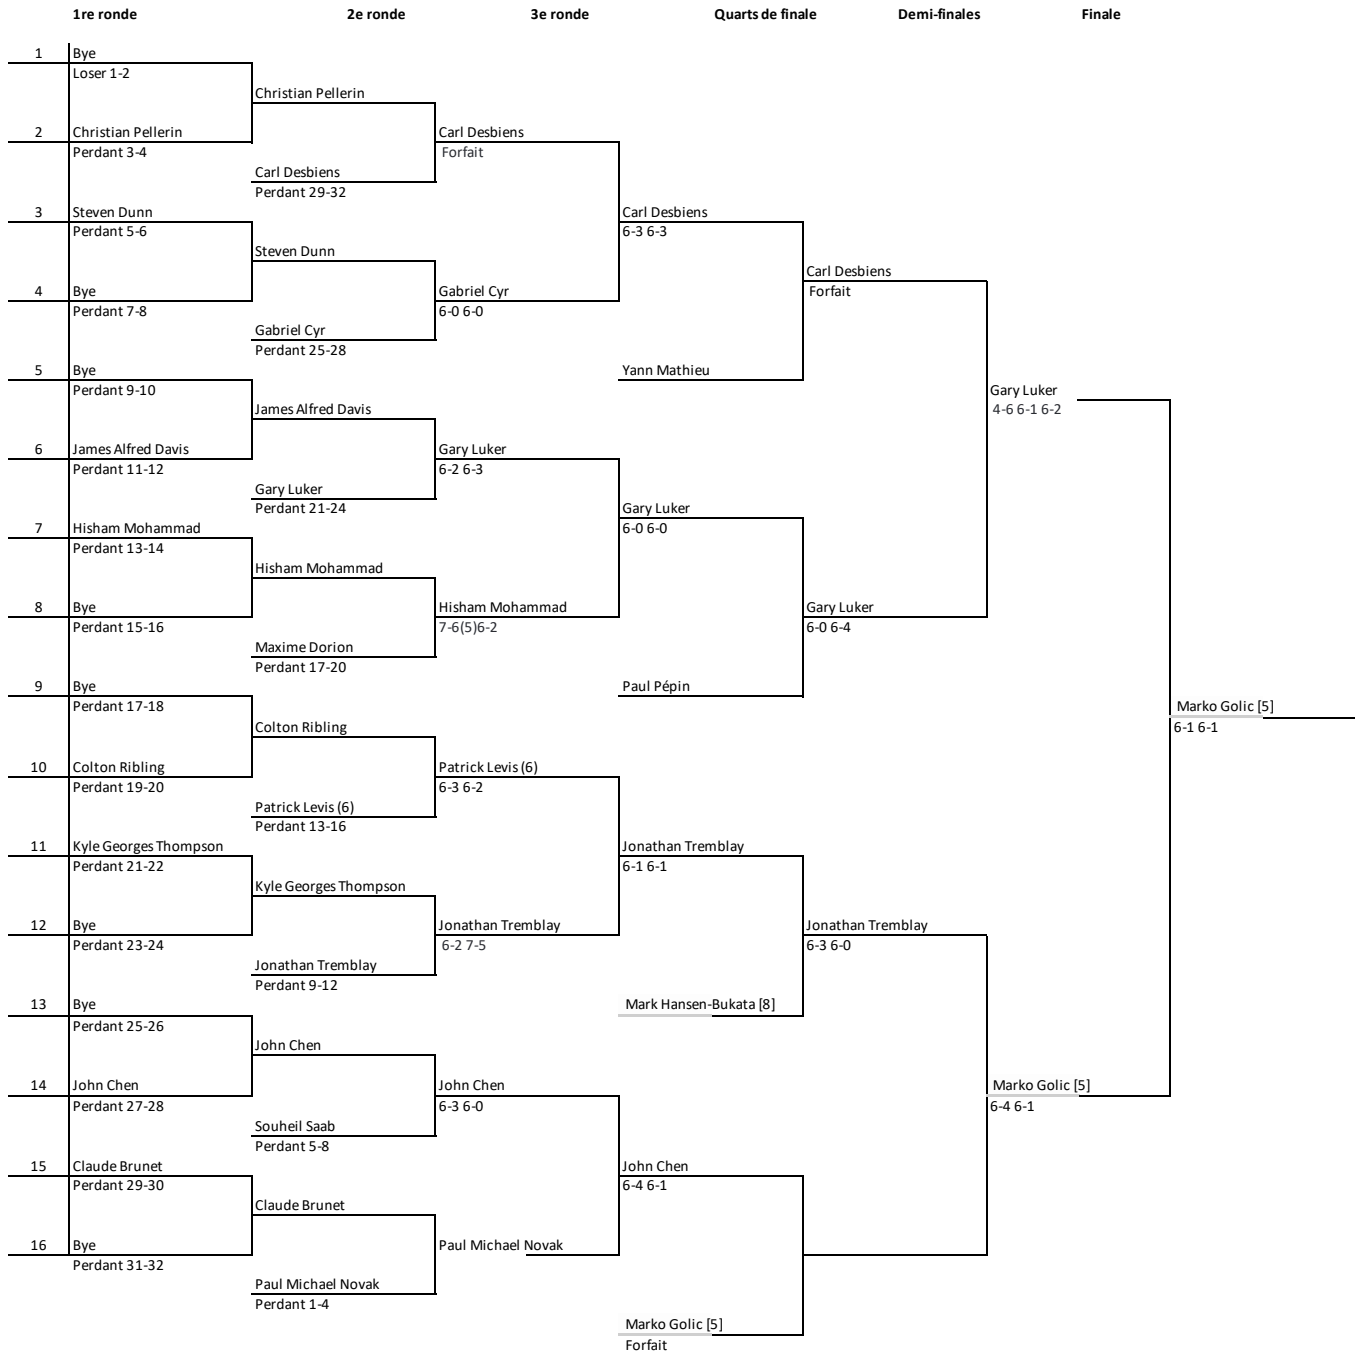 1re ronde 2e ronde 3e ronde Quarts de finale Demi-finales Finale
1 Bye
Loser 1-2
Christian Pellerin
2 Christian Pellerin Carl Desbiens
Perdant 3-4 Forfait
Carl Desbiens
Perdant 29-32
3 Steven Dunn Carl Desbiens
Perdant 5-6 6-3 6-3
Steven Dunn
Carl Desbiens
4 Bye Gabriel Cyr Forfait
Perdant 7-8 6-0 6-0
Gabriel Cyr
Perdant 25-28
5 Bye Yann Mathieu
Perdant 9-10 Gary Luker
James Alfred Davis 4-6 6-1 6-2
6 James Alfred Davis Gary Luker
Perdant 11-12 6-2 6-3
Gary Luker
Perdant 21-24 Gary Luker
7 Hisham Mohammad 6-0 6-0
Perdant 13-14
Hisham Mohammad
8 Bye Hisham Mohammad Gary Luker
Perdant 15-16 7-6(5)6-2 6-0 6-4
Maxime Dorion
Perdant 17-20
9 Bye Paul Pépin
Perdant 17-18 Marko Golic [5]
Colton Ribling 6-1 6-1
10 Colton Ribling Patrick Levis (6)
Perdant 19-20 6-3 6-2
Patrick Levis (6)
Perdant 13-16
11 Kyle Georges Thompson Jonathan Tremblay
Perdant 21-22 6-1 6-1
Kyle Georges Thompson
12 Bye Jonathan Tremblay Jonathan Tremblay
Perdant 23-24 6-2 7-5 6-3 6-0
Jonathan Tremblay
Perdant 9-12
13 Bye Mark Hansen-Bukata [8]
Perdant 25-26
John Chen
14 John Chen John Chen Marko Golic [5]
Perdant 27-28 6-3 6-0 6-4 6-1
Souheil Saab
Perdant 5-8
15 Claude Brunet John Chen
Perdant 29-30 6-4 6-1
Claude Brunet
16 Bye Paul Michael Novak
Perdant 31-32
Paul Michael Novak
Perdant 1-4
Marko Golic [5]
Forfait